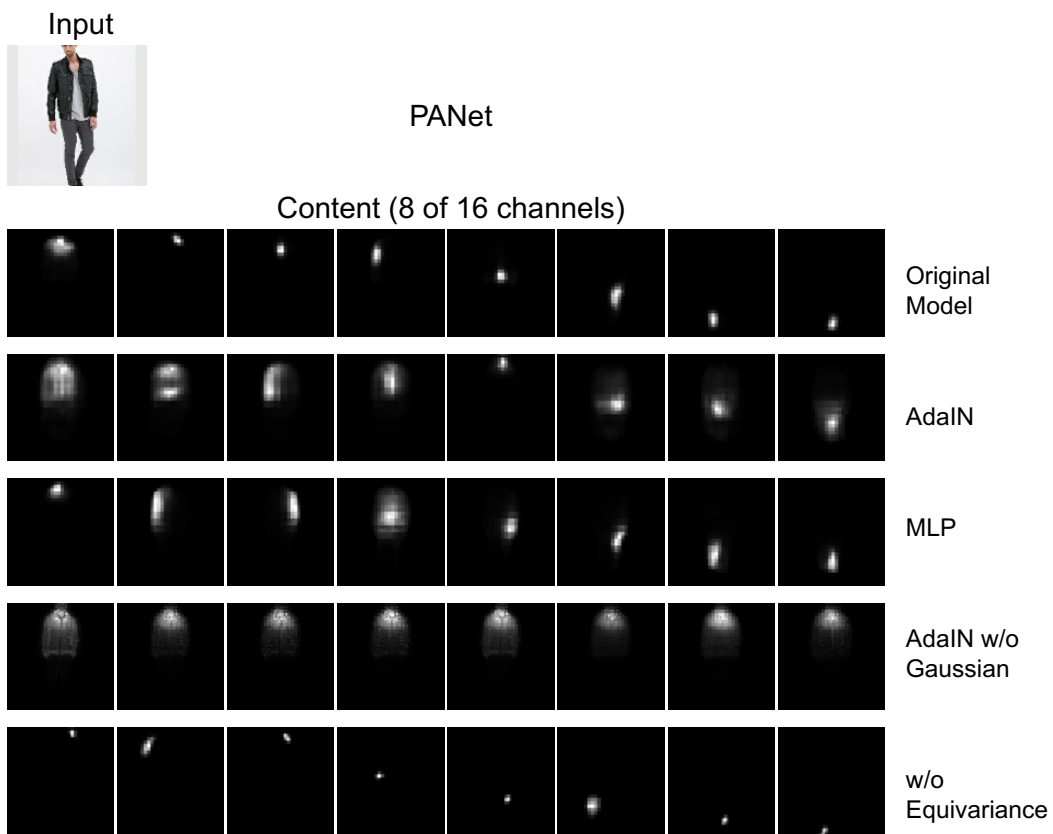 Input
PANet
Content (8 of 16 channels)
Original
Model
AdaIN
MLP
AdaIN w/o
Gaussian
w/o
Equivariance